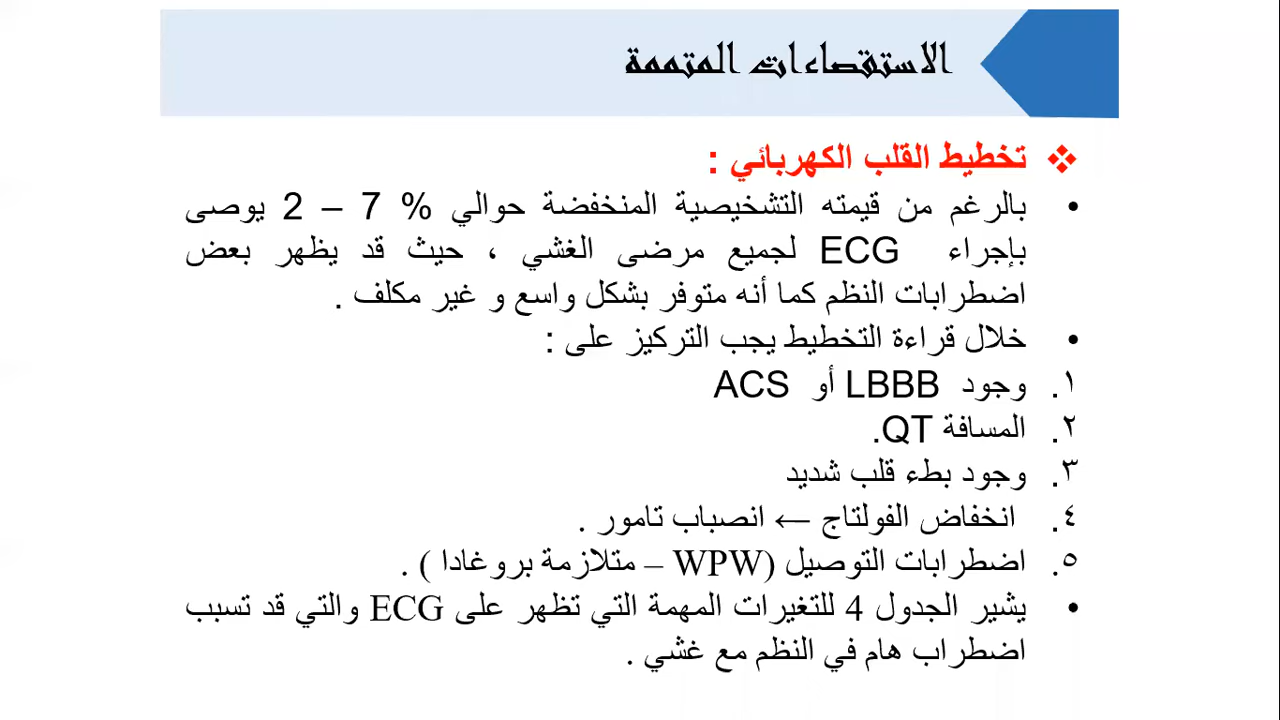 الاستقصاءات المتممة
❖ تخطيط القلب الكهربائي :
• بالرغم من قيمته التشخيصية المنخفضة حوالي % 7 – 2 يوصى
بإجراء ECG لجميع مرضى الغشي ، حيث قد يظهر بعض
اضطرابات النظم كما أنه متوفر بشكل واسع و غير مكلف .
• خلال قراءة التخطيط يجب التركيز على :
١. وجود LBBB أو ACS
٢. المسافة QT.
٣. وجود بطء قلب شديد
٤. انخفاض الفولتاج ← انصباب تامور .
٥. اضطرابات التوصيل (WPW – متلازمة بروغادا ) .
• يشير الجدول 4 للتغيرات المهمة التي تظهر على ECG والتي قد تسبب
اضطراب هام في النظم مع غشي .